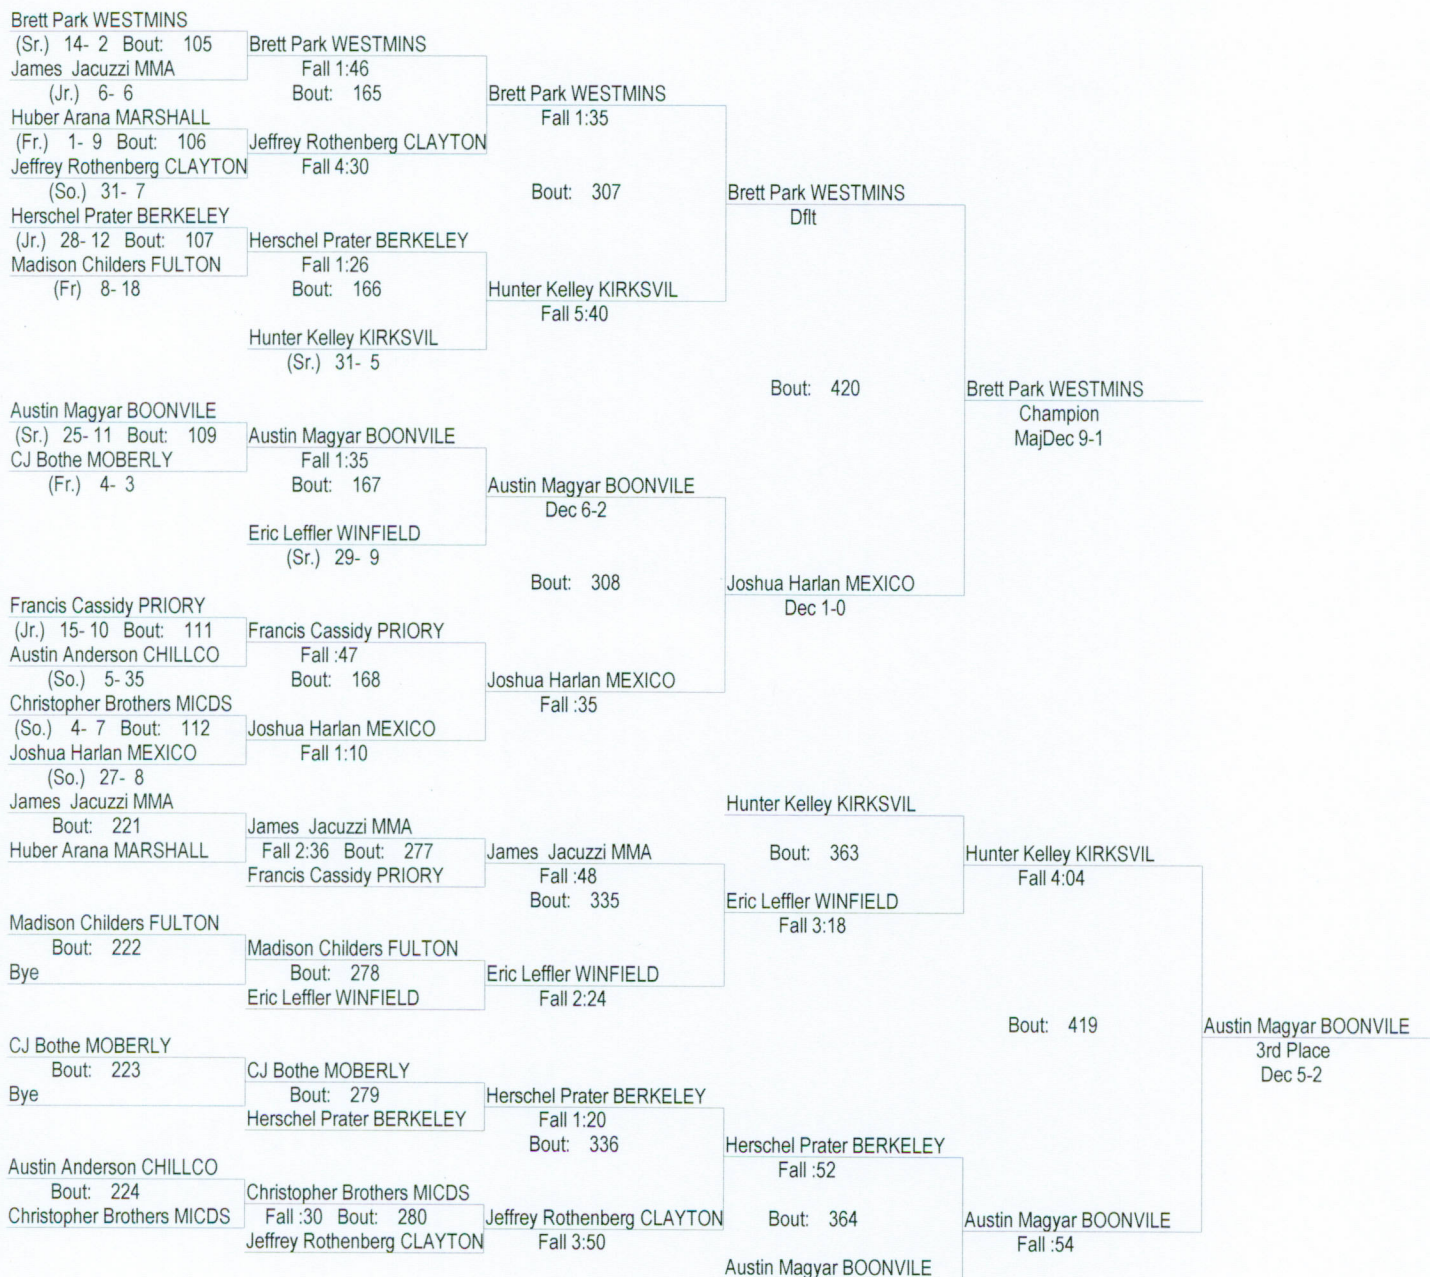 Brett Park WESTMINS
(Sr.) 14- 2 Bout: 105
James Jacuzzi MMA
(Jr.) 6- 6
Huber Arana MARSHALL
(Fr.) 1- 9 Bout: 106
Jeffrey Rothenberg CLAYTON
(So.) 31- 7
Herschel Prater BERKELEY
(Jr.) 28- 12 Bout: 107
Madison Childers FULTON
(Fr) 8- 18
Austin Magyar BOONVILE
(Sr.) 25- 11 Bout: 109
CJ Bothe MOBERLY
(Fr.) 4- 3
Francis Cassidy PRIORY
(Jr.) 15- 10 Bout: 111
Austin Anderson CHILLCO
(So.) 5- 35
Christopher Brothers MICDS
(So.) 4- 7 Bout: 112
Joshua Harlan MEXICO
(So.) 27- 8
Brett Park WESTMINS
Fall 1:46
Bout: 165
Jeffrey Rothenberg CLAYTON
Fall 4:30
Herschel Prater BERKELEY
Fall 1:26
Bout: 166
Hunter Kelley KIRKSVIL
(Sr.) 31- 5
Austin Magyar BOONVILE
Fall 1:35
Bout: 167
Eric Leffler WINFIELD
(Sr.) 29- 9
Francis Cassidy PRIORY
Fall :47
Bout: 168
Joshua Harlan MEXICO
Fall 1:10
Brett Park WESTMINS
Fall 1:35
Bout: 307
Hunter Kelley KIRKSVIL
Fall 5:40
Austin Magyar BOONVILE
Dec 6-2
Bout: 308
Joshua Harlan MEXICO
Fall :35
Brett Park WESTMINS
Dflt
Bout: 420
Joshua Harlan MEXICO
Dec 1-0
Brett Park WESTMINS
Champion
MajDec 9-1
James Jacuzzi MMA
Bout: 221
Huber Arana MARSHALL
Madison Childers FULTON
Bout: 222
Bye
CJ Bothe MOBERLY
Bout: 223
Bye
Austin Anderson CHILLCO
Bout: 224
Christopher Brothers MICDS
James Jacuzzi MMA
Fall 2:36 Bout: 277
Francis Cassidy PRIORY
Madison Childers FULTON
Bout: 278
Eric Leffler WINFIELD
CJ Bothe MOBERLY
Bout: 279
Herschel Prater BERKELEY
Christopher Brothers MICDS
Fall :30 Bout: 280
Jeffrey Rothenberg CLAYTON
James Jacuzzi MMA
Fall :48
Bout: 335
Eric Leffler WINFIELD
Fall 2:24
Herschel Prater BERKELEY
Fall 1:20
Bout: 336
Jeffrey Rothenberg CLAYTON
Fall 3:50
Hunter Kelley KIRKSVIL
Bout: 363
Eric Leffler WINFIELD
Fall 3:18
Herschel Prater BERKELEY
Fall :52
Bout: 364
Austin Magyar BOONVILE
Hunter Kelley KIRKSVIL
Fall 4:04
Bout: 419
Austin Magyar BOONVILE
Fall :54
Austin Magyar BOONVILE
3rd Place
Dec 5-2